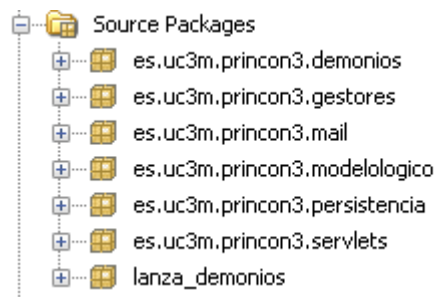 Source Packages
es.uc3m.princon3.demonios
es.uc3m.princon3.gestores
es.uc3m.princon3.mail
es.uc3m.princon3.modelologico
es.uc3m.princon3.persistencia
es.uc3m.princon3.servlets
lanza_demonios